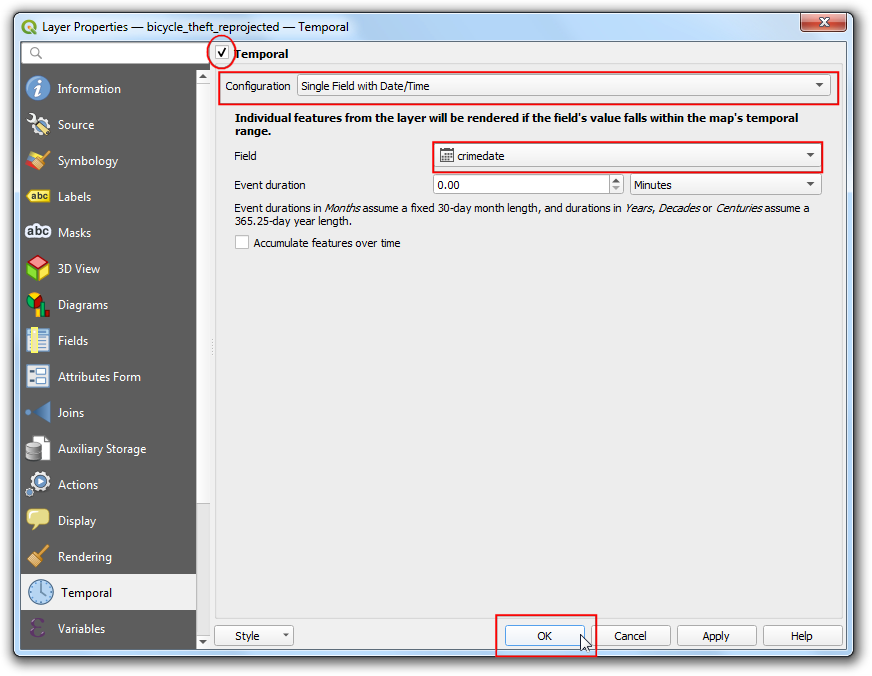 Layer Properties — bicycle_theft_reprojected — Temporal
Temporal
Configuration Single Field with Date/Time
Individual features from the layer will be rendered if the field's value falls within the map's temporal
range.
Field crimedate
Event duration 0.00 Minutes
Event durations in Months assume a fixed 30-day month length, and durations in Years, Decades or Centuries assume a
365.25-day year length.
Accumulate features over time
Information
Source
Symbology
abc Labels
abc Masks
3D View
Diagrams
Fields
Attributes Form
Joins
Auxiliary Storage
Actions
Display
Rendering
Temporal
Variables
Style OK Cancel Apply Help